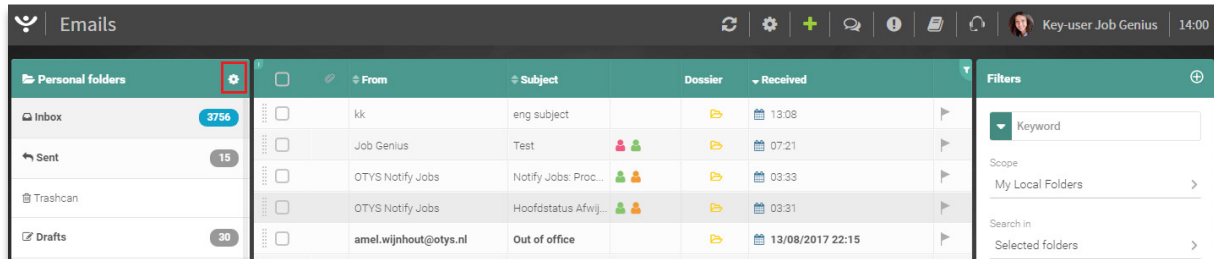 Emails
Key-user Job Genius 14:00
Personal folders
From Subject Dossier Received
Filters
Inbox 3756
Sent 15
Trashcan
Drafts 30
kk eng subject 13:08
Job Genius Test 07:21
OTYS Notify Jobs Notify Jobs: Proc... 03:33
OTYS Notify Jobs Hoofdstatus Afwij... 03:31
amel.wijnhout@otys.nl Out of office 13/08/2017 22:15
Keyword
Scope
My Local Folders
Search in
Selected folders